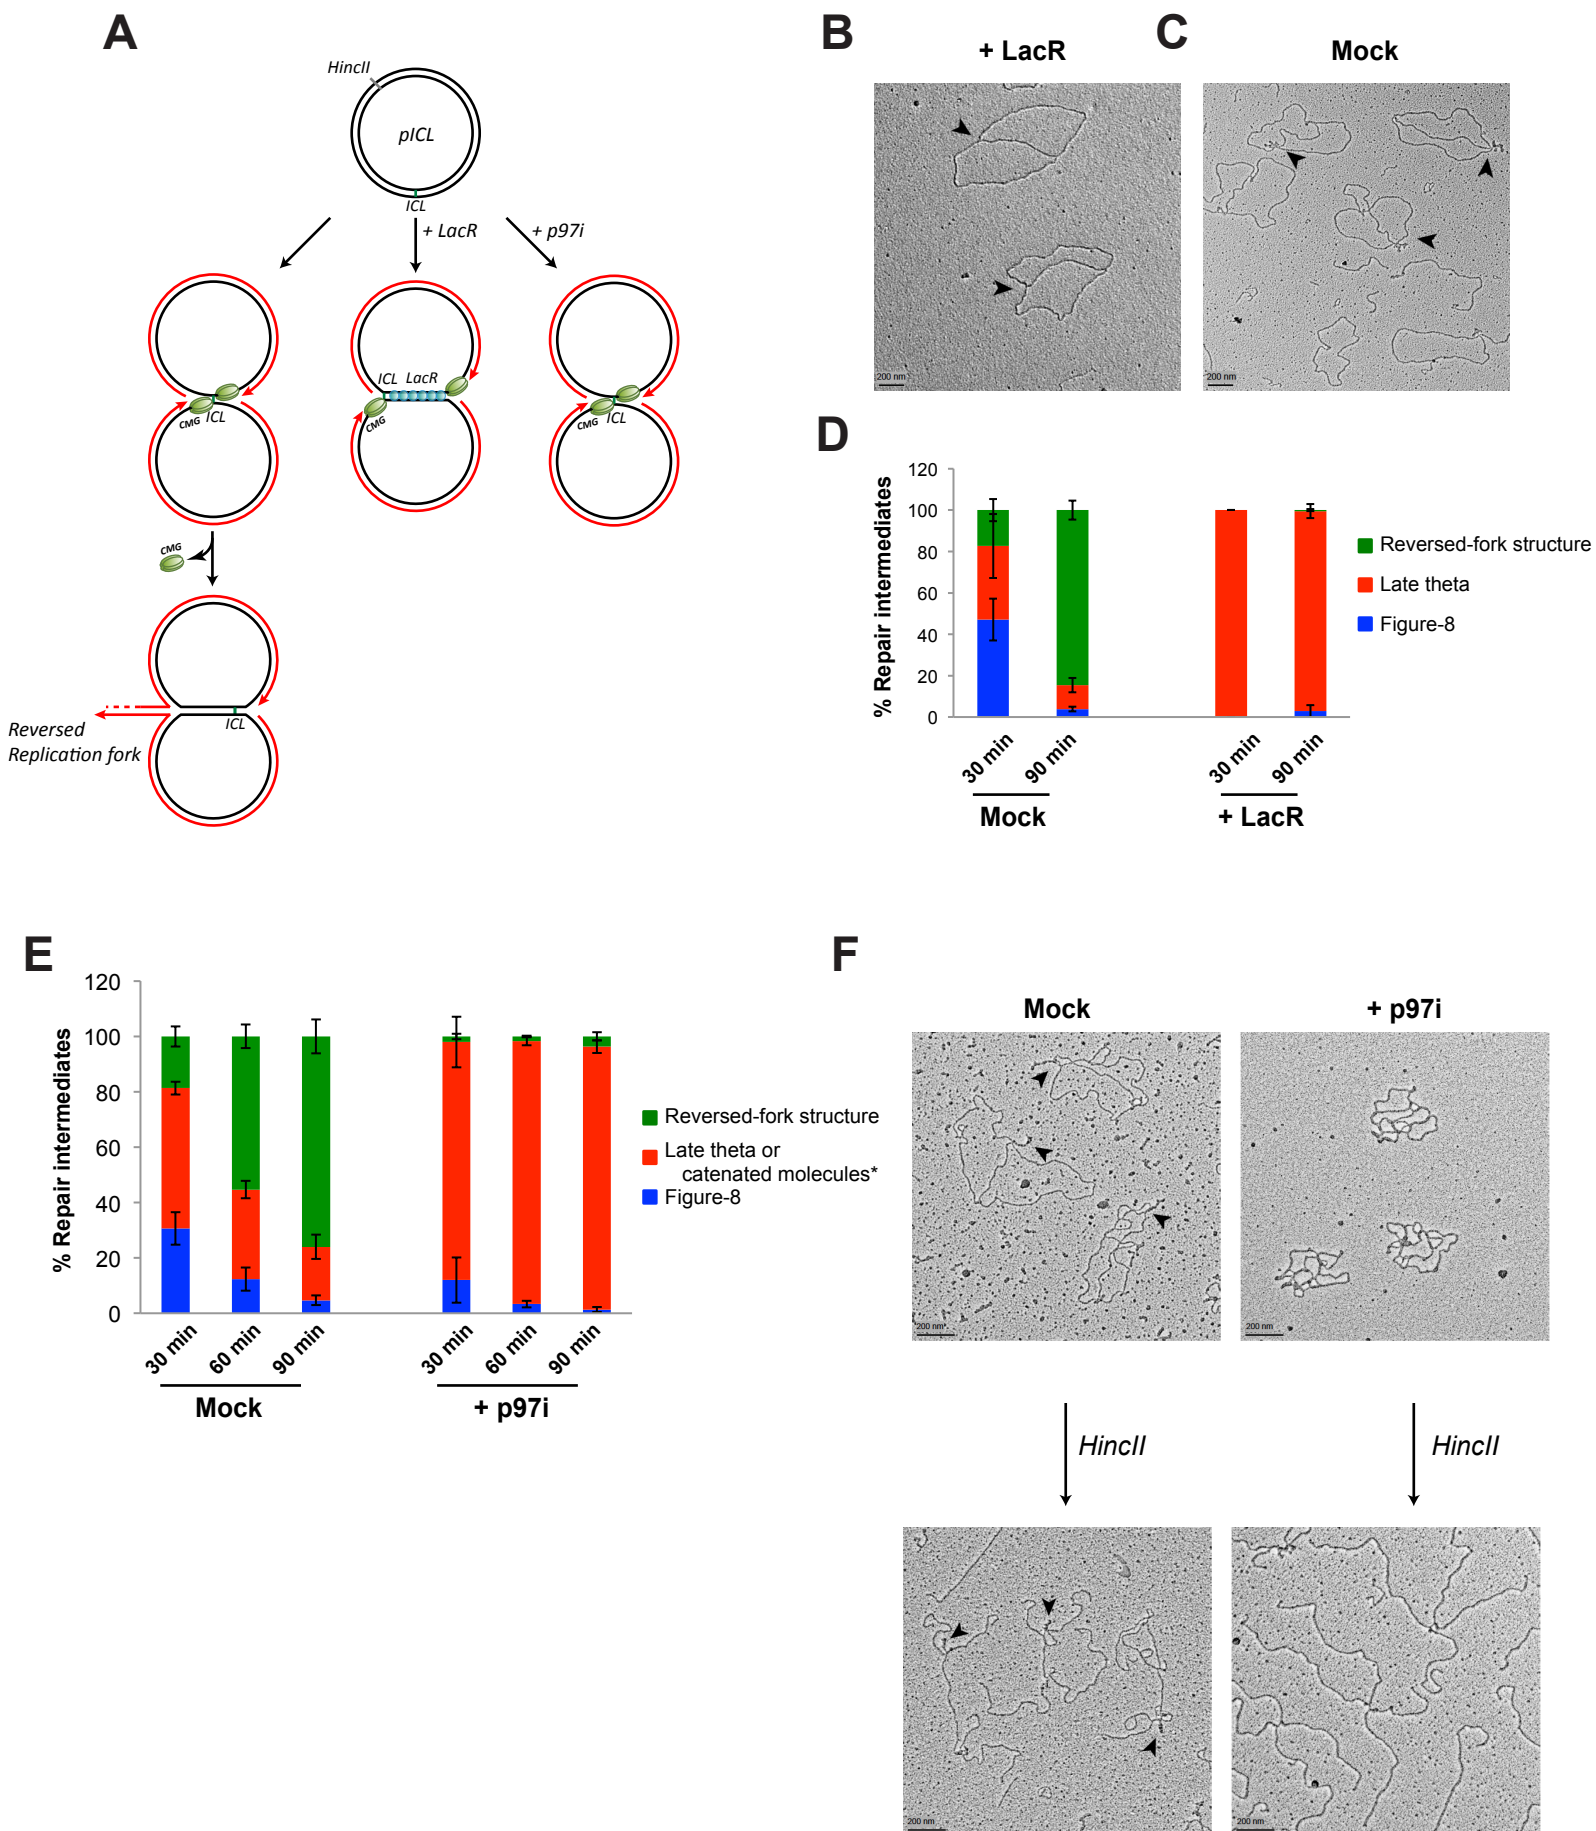 A
HincII
pICL
ICL
+ LacR
+ p97i
CMG
ICL
ICL
LacR
CMG
CMG
ICL
CMG
ICL
Reversed
Replication fork
B
+ LacR
200 nm
C
Mock
200 nm
D
% Repair intermediates
120
100
80
60
40
20
0
30 min
90 min
30 min
90 min
Mock
+ LacR
Reversed-fork structure
Late theta
Figure-8
E
% Repair intermediates
120
100
80
60
40
20
0
30 min
60 min
90 min
30 min
60 min
90 min
Mock
+ p97i
Reversed-fork structure
Late theta or
catenated molecules*
Figure-8
F
Mock
+ p97i
200 nm
200 nm
HincII
HincII
200 nm
200 nm